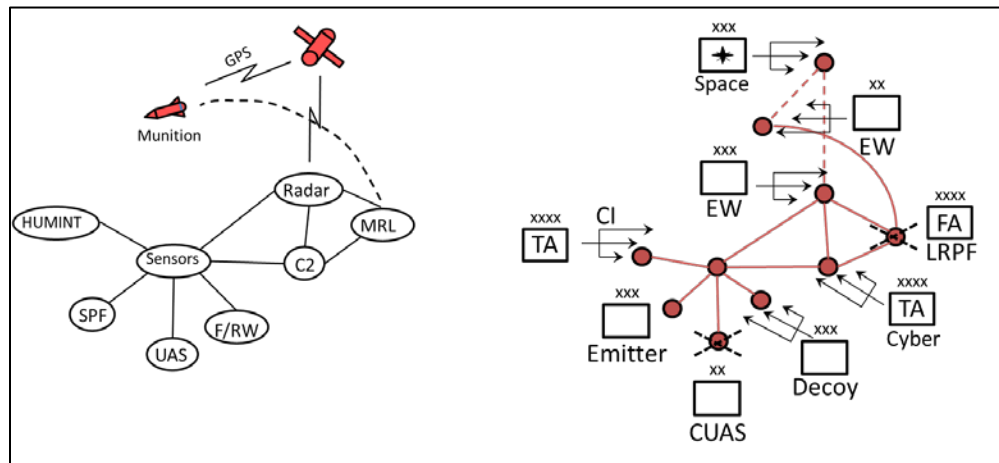 GPS
Munition
Radar
HUMINT
MRL
Sensors
C2
SPF
F/RW
UAS
xxx
Space
xx
EW
xxx
EW
xxxx
TA
CI
xxxx
FA
LRPF
xxxx
TA
Cyber
xxx
Emitter
xxx
Decoy
xx
CUAS